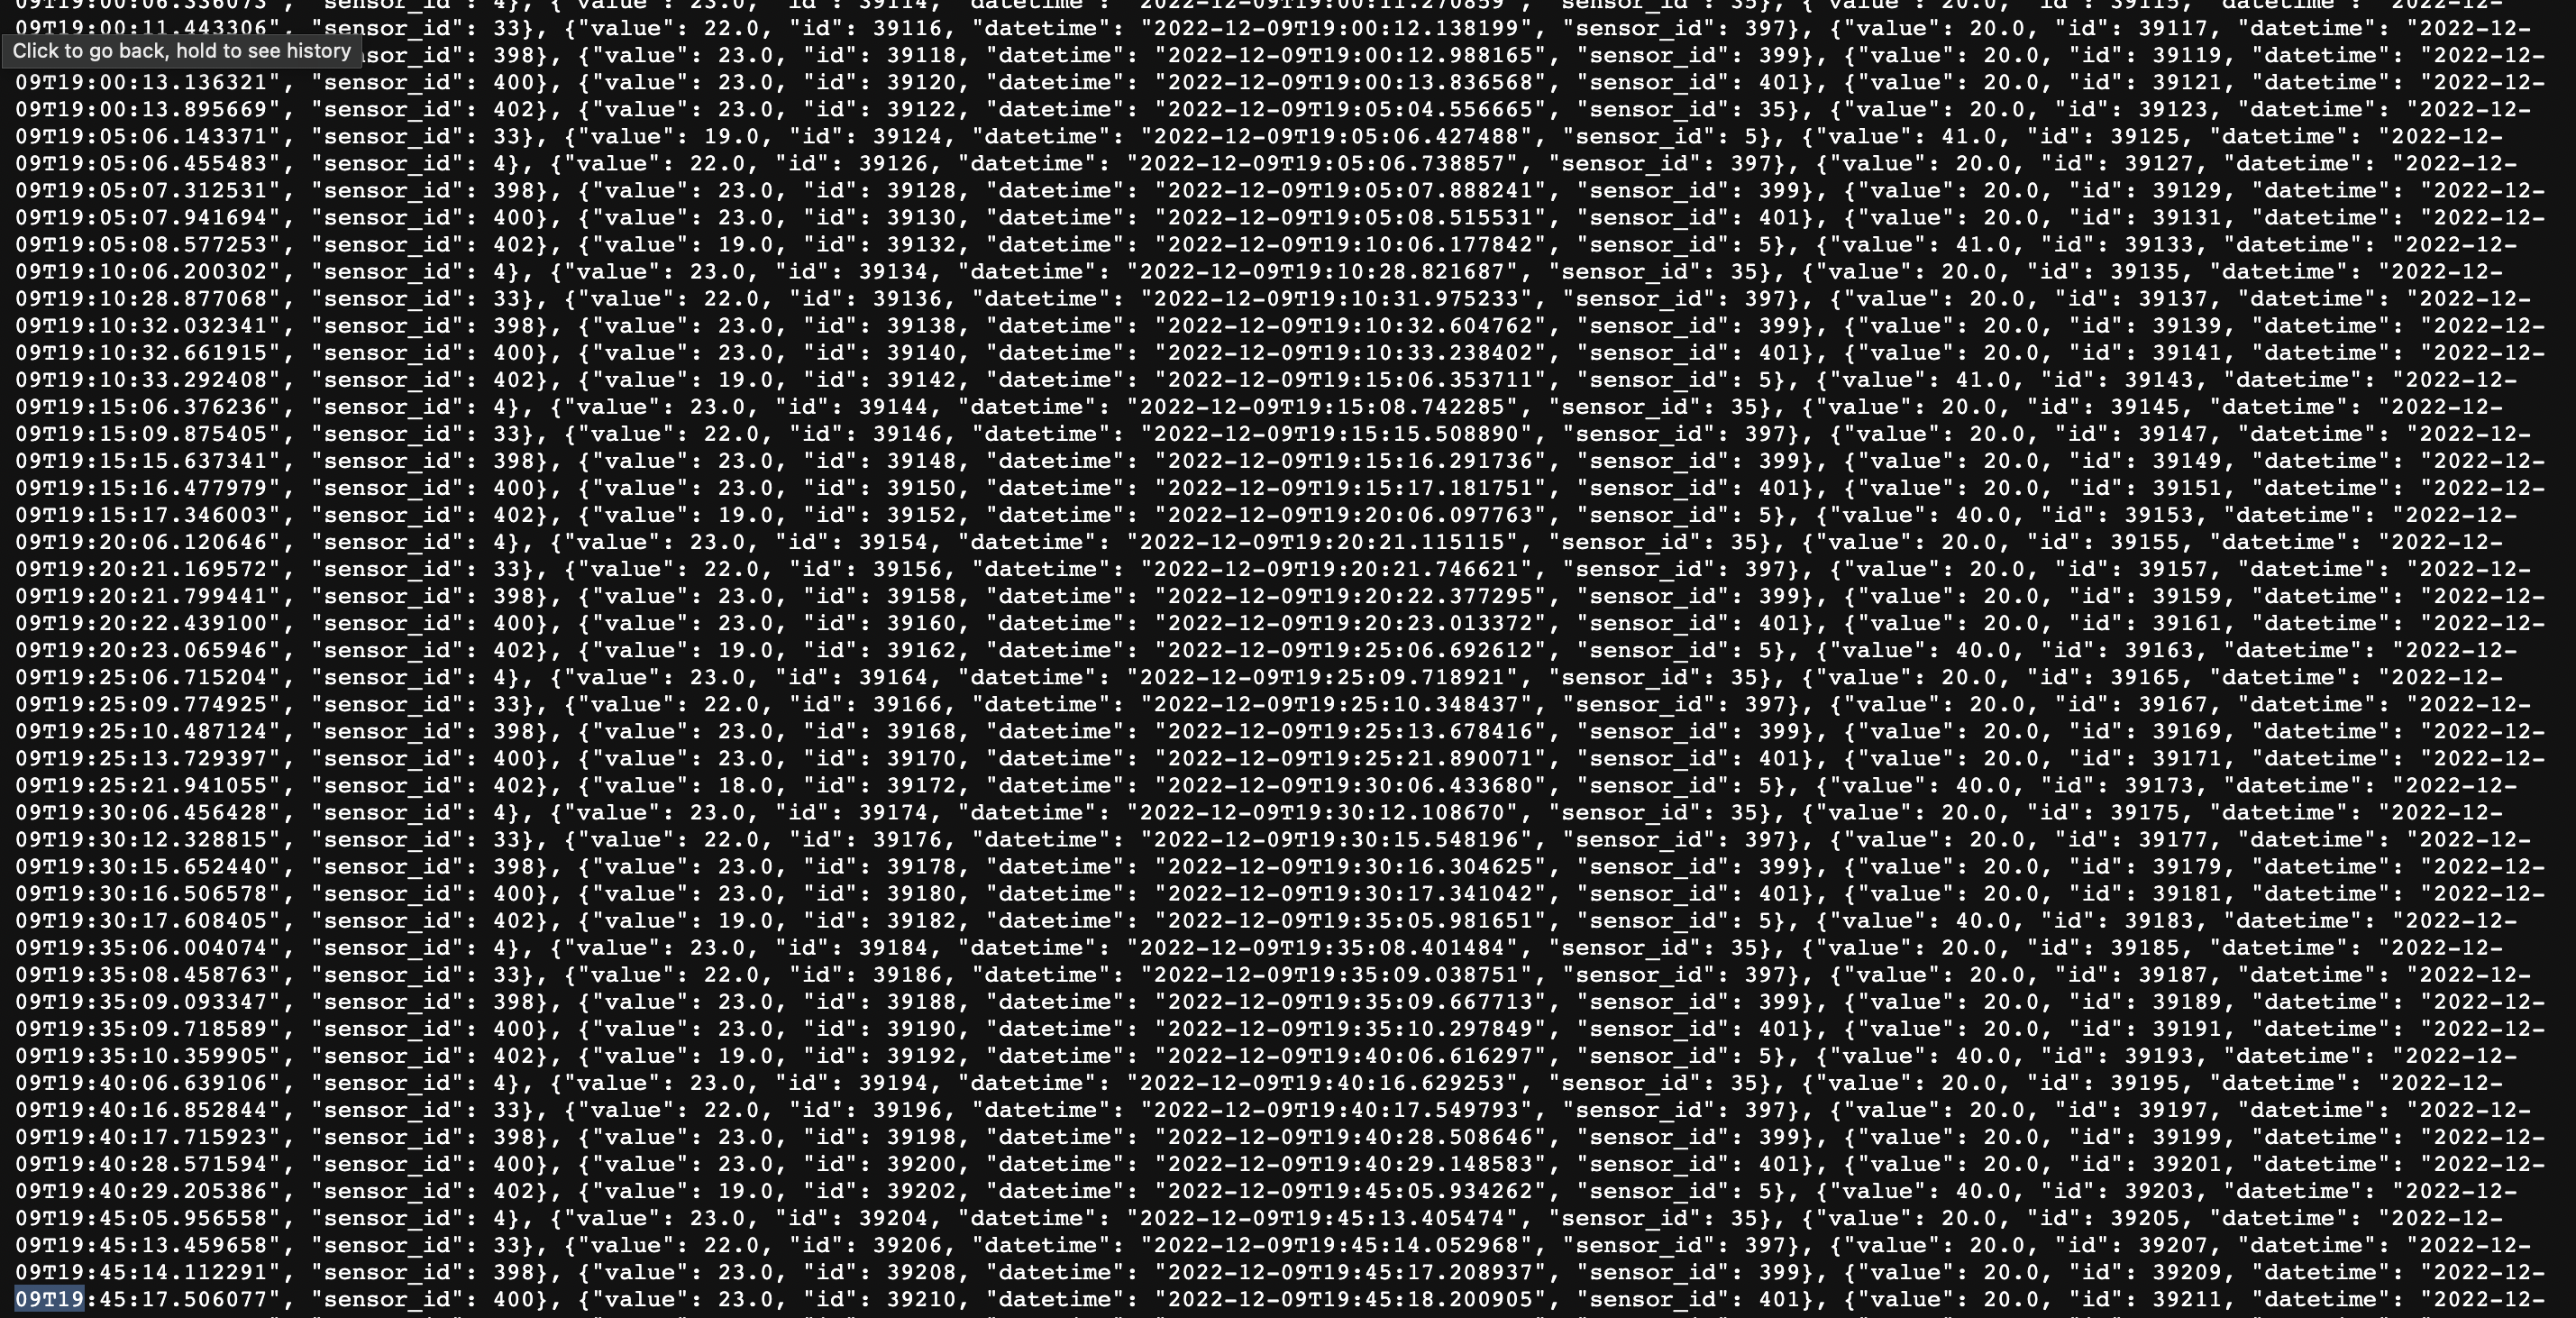 09T19:00:06.336073", "sensor_id": 4}, {"value": 23.0, "id": 39114, "datetime": "2022-12-09T19:00:11.270859", "sensor_id": 35}, {"value": 20.0, "id": 39115, "datetime": "2022-12-
09T19:00:11.443306", "sensor_id": 33}, {"value": 22.0, "id": 39116, "datetime": "2022-12-09T19:00:12.138199", "sensor_id": 397}, {"value": 20.0, "id": 39117, "datetime": "2022-12-
Click to go back, hold to see history
sor_id": 398}, {"value": 23.0, "id": 39118, "datetime": "2022-12-09T19:00:12.988165", "sensor_id": 399}, {"value": 20.0, "id": 39119, "datetime": "2022-12-
09T19:00:13.136321", "sensor_id": 400}, {"value": 23.0, "id": 39120, "datetime": "2022-12-09T19:00:13.836568", "sensor_id": 401}, {"value": 20.0, "id": 39121, "datetime": "2022-12-
09T19:00:13.895669", "sensor_id": 402}, {"value": 23.0, "id": 39122, "datetime": "2022-12-09T19:05:04.556665", "sensor_id": 35}, {"value": 20.0, "id": 39123, "datetime": "2022-12-
09T19:05:06.143371", "sensor_id": 33}, {"value": 19.0, "id": 39124, "datetime": "2022-12-09T19:05:06.427488", "sensor_id": 5}, {"value": 41.0, "id": 39125, "datetime": "2022-12-
09T19:05:06.455483", "sensor_id": 4}, {"value": 22.0, "id": 39126, "datetime": "2022-12-09T19:05:06.738857", "sensor_id": 397}, {"value": 20.0, "id": 39127, "datetime": "2022-12-
09T19:05:07.312531", "sensor_id": 398}, {"value": 23.0, "id": 39128, "datetime": "2022-12-09T19:05:07.888241", "sensor_id": 399}, {"value": 20.0, "id": 39129, "datetime": "2022-12-
09T19:05:07.941694", "sensor_id": 400}, {"value": 23.0, "id": 39130, "datetime": "2022-12-09T19:05:08.515531", "sensor_id": 401}, {"value": 20.0, "id": 39131, "datetime": "2022-12-
09T19:05:08.577253", "sensor_id": 402}, {"value": 19.0, "id": 39132, "datetime": "2022-12-09T19:10:06.177842", "sensor_id": 5}, {"value": 41.0, "id": 39133, "datetime": "2022-12-
09T19:10:06.200302", "sensor_id": 4}, {"value": 23.0, "id": 39134, "datetime": "2022-12-09T19:10:28.821687", "sensor_id": 35}, {"value": 20.0, "id": 39135, "datetime": "2022-12-
09T19:10:28.877068", "sensor_id": 33}, {"value": 22.0, "id": 39136, "datetime": "2022-12-09T19:10:31.975233", "sensor_id": 397}, {"value": 20.0, "id": 39137, "datetime": "2022-12-
09T19:10:32.032341", "sensor_id": 398}, {"value": 23.0, "id": 39138, "datetime": "2022-12-09T19:10:32.604762", "sensor_id": 399}, {"value": 20.0, "id": 39139, "datetime": "2022-12-
09T19:10:32.661915", "sensor_id": 400}, {"value": 23.0, "id": 39140, "datetime": "2022-12-09T19:10:33.238402", "sensor_id": 401}, {"value": 20.0, "id": 39141, "datetime": "2022-12-
09T19:10:33.292408", "sensor_id": 402}, {"value": 19.0, "id": 39142, "datetime": "2022-12-09T19:15:06.353711", "sensor_id": 5}, {"value": 41.0, "id": 39143, "datetime": "2022-12-
09T19:15:06.376236", "sensor_id": 4}, {"value": 23.0, "id": 39144, "datetime": "2022-12-09T19:15:08.742285", "sensor_id": 35}, {"value": 20.0, "id": 39145, "datetime": "2022-12-
09T19:15:09.875405", "sensor_id": 33}, {"value": 22.0, "id": 39146, "datetime": "2022-12-09T19:15:15.508890", "sensor_id": 397}, {"value": 20.0, "id": 39147, "datetime": "2022-12-
09T19:15:15.637341", "sensor_id": 398}, {"value": 23.0, "id": 39148, "datetime": "2022-12-09T19:15:16.291736", "sensor_id": 399}, {"value": 20.0, "id": 39149, "datetime": "2022-12-
09T19:15:16.477979", "sensor_id": 400}, {"value": 23.0, "id": 39150, "datetime": "2022-12-09T19:15:17.181751", "sensor_id": 401}, {"value": 20.0, "id": 39151, "datetime": "2022-12-
09T19:15:17.346003", "sensor_id": 402}, {"value": 19.0, "id": 39152, "datetime": "2022-12-09T19:20:06.097763", "sensor_id": 5}, {"value": 40.0, "id": 39153, "datetime": "2022-12-
09T19:20:06.120646", "sensor_id": 4}, {"value": 23.0, "id": 39154, "datetime": "2022-12-09T19:20:21.115115", "sensor_id": 35}, {"value": 20.0, "id": 39155, "datetime": "2022-12-
09T19:20:21.169572", "sensor_id": 33}, {"value": 22.0, "id": 39156, "datetime": "2022-12-09T19:20:21.746621", "sensor_id": 397}, {"value": 20.0, "id": 39157, "datetime": "2022-12-
09T19:20:21.799441", "sensor_id": 398}, {"value": 23.0, "id": 39158, "datetime": "2022-12-09T19:20:22.377295", "sensor_id": 399}, {"value": 20.0, "id": 39159, "datetime": "2022-12-
09T19:20:22.439100", "sensor_id": 400}, {"value": 23.0, "id": 39160, "datetime": "2022-12-09T19:20:23.013372", "sensor_id": 401}, {"value": 20.0, "id": 39161, "datetime": "2022-12-
09T19:20:23.065946", "sensor_id": 402}, {"value": 19.0, "id": 39162, "datetime": "2022-12-09T19:25:06.692612", "sensor_id": 5}, {"value": 40.0, "id": 39163, "datetime": "2022-12-
09T19:25:06.715204", "sensor_id": 4}, {"value": 23.0, "id": 39164, "datetime": "2022-12-09T19:25:09.718921", "sensor_id": 35}, {"value": 20.0, "id": 39165, "datetime": "2022-12-
09T19:25:09.774925", "sensor_id": 33}, {"value": 22.0, "id": 39166, "datetime": "2022-12-09T19:25:10.348437", "sensor_id": 397}, {"value": 20.0, "id": 39167, "datetime": "2022-12-
09T19:25:10.487124", "sensor_id": 398}, {"value": 23.0, "id": 39168, "datetime": "2022-12-09T19:25:13.678416", "sensor_id": 399}, {"value": 20.0, "id": 39169, "datetime": "2022-12-
09T19:25:13.729397", "sensor_id": 400}, {"value": 23.0, "id": 39170, "datetime": "2022-12-09T19:25:21.890071", "sensor_id": 401}, {"value": 20.0, "id": 39171, "datetime": "2022-12-
09T19:25:21.941055", "sensor_id": 402}, {"value": 18.0, "id": 39172, "datetime": "2022-12-09T19:30:06.433680", "sensor_id": 5}, {"value": 40.0, "id": 39173, "datetime": "2022-12-
09T19:30:06.456428", "sensor_id": 4}, {"value": 23.0, "id": 39174, "datetime": "2022-12-09T19:30:12.108670", "sensor_id": 35}, {"value": 20.0, "id": 39175, "datetime": "2022-12-
09T19:30:12.328815", "sensor_id": 33}, {"value": 22.0, "id": 39176, "datetime": "2022-12-09T19:30:15.548196", "sensor_id": 397}, {"value": 20.0, "id": 39177, "datetime": "2022-12-
09T19:30:15.652440", "sensor_id": 398}, {"value": 23.0, "id": 39178, "datetime": "2022-12-09T19:30:16.304625", "sensor_id": 399}, {"value": 20.0, "id": 39179, "datetime": "2022-12-
09T19:30:16.506578", "sensor_id": 400}, {"value": 23.0, "id": 39180, "datetime": "2022-12-09T19:30:17.341042", "sensor_id": 401}, {"value": 20.0, "id": 39181, "datetime": "2022-12-
09T19:30:17.608405", "sensor_id": 402}, {"value": 19.0, "id": 39182, "datetime": "2022-12-09T19:35:05.981651", "sensor_id": 5}, {"value": 40.0, "id": 39183, "datetime": "2022-12-
09T19:35:06.004074", "sensor_id": 4}, {"value": 23.0, "id": 39184, "datetime": "2022-12-09T19:35:08.401484", "sensor_id": 35}, {"value": 20.0, "id": 39185, "datetime": "2022-12-
09T19:35:08.458763", "sensor_id": 33}, {"value": 22.0, "id": 39186, "datetime": "2022-12-09T19:35:09.038751", "sensor_id": 397}, {"value": 20.0, "id": 39187, "datetime": "2022-12-
09T19:35:09.093347", "sensor_id": 398}, {"value": 23.0, "id": 39188, "datetime": "2022-12-09T19:35:09.667713", "sensor_id": 399}, {"value": 20.0, "id": 39189, "datetime": "2022-12-
09T19:35:09.718589", "sensor_id": 400}, {"value": 23.0, "id": 39190, "datetime": "2022-12-09T19:35:10.297849", "sensor_id": 401}, {"value": 20.0, "id": 39191, "datetime": "2022-12-
09T19:35:10.359905", "sensor_id": 402}, {"value": 19.0, "id": 39192, "datetime": "2022-12-09T19:40:06.616297", "sensor_id": 5}, {"value": 40.0, "id": 39193, "datetime": "2022-12-
09T19:40:06.639106", "sensor_id": 4}, {"value": 23.0, "id": 39194, "datetime": "2022-12-09T19:40:16.629253", "sensor_id": 35}, {"value": 20.0, "id": 39195, "datetime": "2022-12-
09T19:40:16.852844", "sensor_id": 33}, {"value": 22.0, "id": 39196, "datetime": "2022-12-09T19:40:17.549793", "sensor_id": 397}, {"value": 20.0, "id": 39197, "datetime": "2022-12-
09T19:40:17.715923", "sensor_id": 398}, {"value": 23.0, "id": 39198, "datetime": "2022-12-09T19:40:28.508646", "sensor_id": 399}, {"value": 20.0, "id": 39199, "datetime": "2022-12-
09T19:40:28.571594", "sensor_id": 400}, {"value": 23.0, "id": 39200, "datetime": "2022-12-09T19:40:29.148583", "sensor_id": 401}, {"value": 20.0, "id": 39201, "datetime": "2022-12-
09T19:40:29.205386", "sensor_id": 402}, {"value": 19.0, "id": 39202, "datetime": "2022-12-09T19:45:05.934262", "sensor_id": 5}, {"value": 40.0, "id": 39203, "datetime": "2022-12-
09T19:45:05.956558", "sensor_id": 4}, {"value": 23.0, "id": 39204, "datetime": "2022-12-09T19:45:13.405474", "sensor_id": 35}, {"value": 20.0, "id": 39205, "datetime": "2022-12-
09T19:45:13.459658", "sensor_id": 33}, {"value": 22.0, "id": 39206, "datetime": "2022-12-09T19:45:14.052968", "sensor_id": 397}, {"value": 20.0, "id": 39207, "datetime": "2022-12-
09T19:45:14.112291", "sensor_id": 398}, {"value": 23.0, "id": 39208, "datetime": "2022-12-09T19:45:17.208937", "sensor_id": 399}, {"value": 20.0, "id": 39209, "datetime": "2022-12-
09T19:45:17.506077", "sensor_id": 400}, {"value": 23.0, "id": 39210, "datetime": "2022-12-09T19:45:18.200905", "sensor_id": 401}, {"value": 20.0, "id": 39211, "datetime": "2022-12-